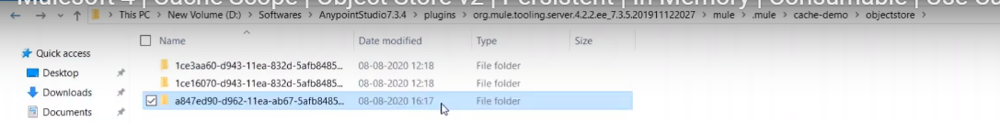 Mulesoft 4 | Cache Scope | Object Store v2 | Persistent | In Memory | Consumable | Use Ca
This PC > New Volume (D:) > Softwares > AnypointStudio7.3.4 > plugins > org.mule.tooling.server.4.2.2.ee_7.3.5.201911122027 > mule > .mule > cache-demo > objectstore >
Name Date modified Type Size
Quick access
1ce3aa60-d943-11ea-832d-5afb8485... 08-08-2020 12:18 File folder
Desktop
1ce16070-d943-11ea-832d-5afb8485... 08-08-2020 12:18 File folder
Downloads
a847ed90-d962-11ea-ab67-5afb8485... 08-08-2020 16:17 File folder
Documents